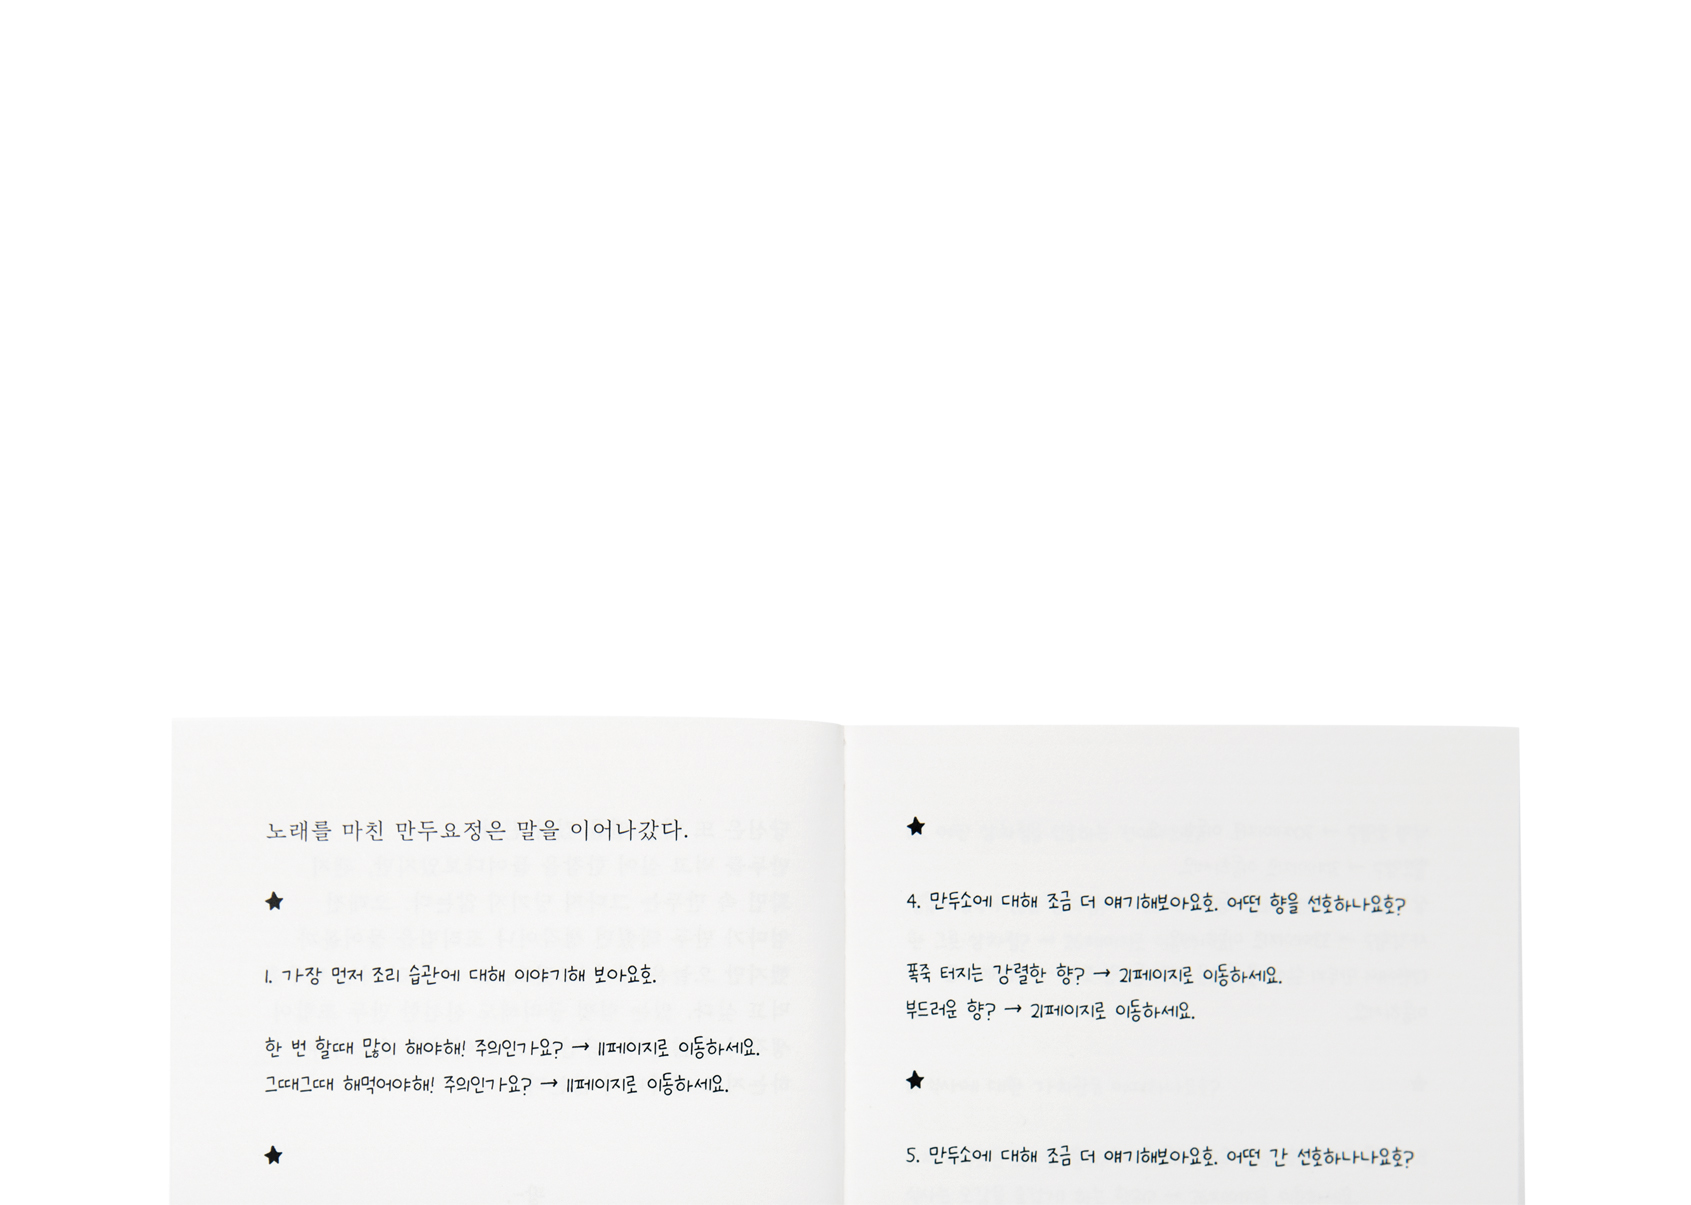 노래를 마친 만두요정은 말을 이어나갔다.
1. 가장 먼저 조리 습관에 대해 이야기해 보아요호.
한 번 할때 많이 해야해! 주의인가요? → 11페이지로 이동하세요.
그때그때 해먹어야해! 주의인가요? → 11페이지로 이동하세요.
4. 만두소에 대해 조금 더 얘기해보아요호. 어떤 향을 선호하나요호?
폭죽 터지는 강렬한 향? → 21페이지로 이동하세요.
부드러운 향? → 21페이지로 이동하세요.
5. 만두소에 대해 조금 더 얘기해보아요호. 어떤 간 선호하나나요호?